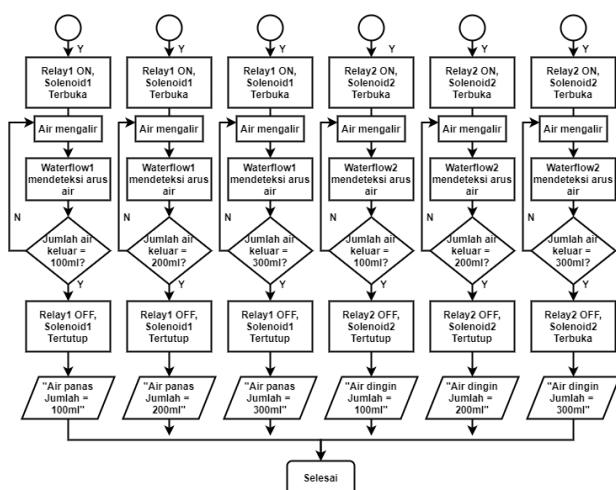 Y
Y
Y
Y
Y
Y
Relay1 ON,
Solenoid1
Terbuka
Relay1 ON,
Solenoid1
Terbuka
Relay1 ON,
Solenoid1
Terbuka
Relay2 ON,
Solenoid2
Terbuka
Relay2 ON,
Solenoid2
Terbuka
Relay2 ON,
Solenoid2
Terbuka
Air mengalir
Air mengalir
Air mengalir
Air mengalir
Air mengalir
Air mengalir
Waterflow1
mendeteksi arus
air
Waterflow1
mendeteksi arus
air
Waterflow1
mendeteksi arus
air
Waterflow2
mendeteksi arus
air
Waterflow2
mendeteksi arus
air
Waterflow2
mendeteksi arus
air
N
N
N
N
N
N
Jumlah air
keluar =
100ml?
Jumlah air
keluar =
200ml?
Jumlah air
keluar =
300ml?
Jumlah air
keluar =
100ml?
Jumlah air
keluar =
200ml?
Jumlah air
keluar =
300ml?
Y
Y
Y
Y
Y
Y
Relay1 OFF,
Solenoid1
Tertutup
Relay1 OFF,
Solenoid1
Tertutup
Relay1 OFF,
Solenoid1
Tertutup
Relay2 OFF,
Solenoid2
Tertutup
Relay2 OFF,
Solenoid2
Tertutup
Relay2 OFF,
Solenoid2
Terbuka
"Air panas
Jumlah =
100ml"
"Air panas
Jumlah =
200ml"
"Air panas
Jumlah =
300ml"
"Air dingin
Jumlah =
100ml"
"Air dingin
Jumlah =
200ml"
"Air dingin
Jumlah =
300ml"
Selesai